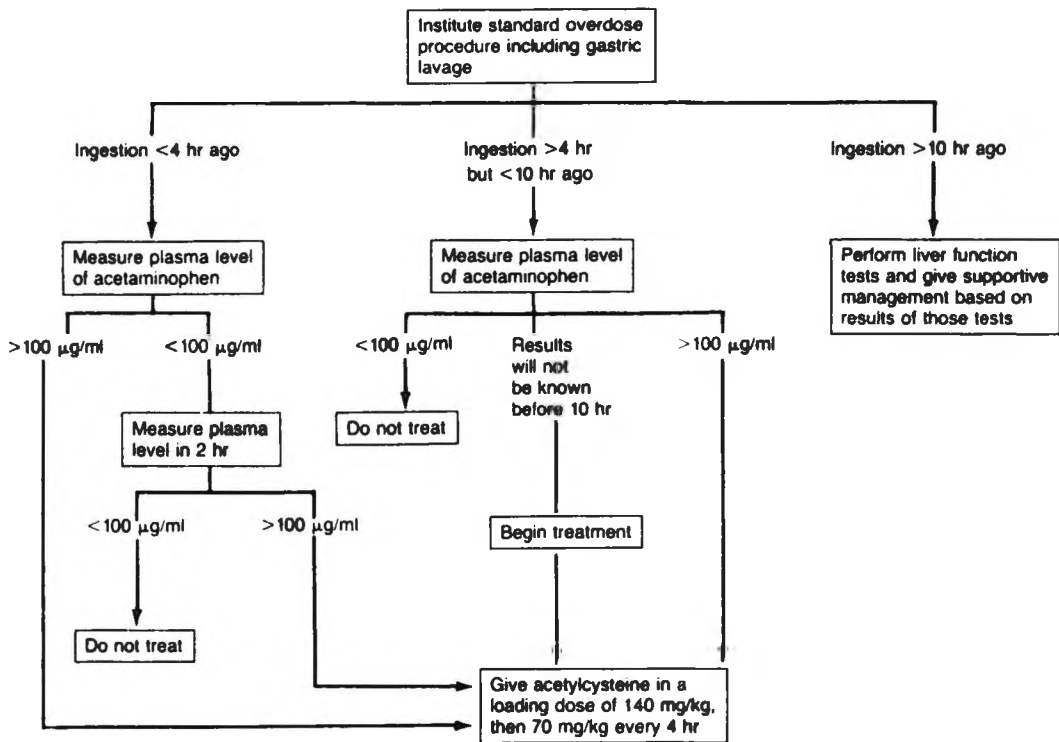 Institute standard overdose
procedure including gastric
lavage
Ingestion <4 hr ago
Ingestion >4 hr
but <10 hr ago
Ingestion >10 hr ago
Measure plasma level
of acetaminophen
Measure plasma level
of acetaminophen
Perform liver function
tests and give supportive
management based on
results of those tests
>100 μg/ml
<100 μg/ml
<100 μg/ml
Results
will not
be known
before 10 hr
>100 μg/ml
Measure plasma
level in 2 hr
Do not treat
<100 μg/ml
>100 μg/ml
Begin treatment
Do not treat
Give acetylcysteine in a
loading dose of 140 mg/kg,
then 70 mg/kg every 4 hr